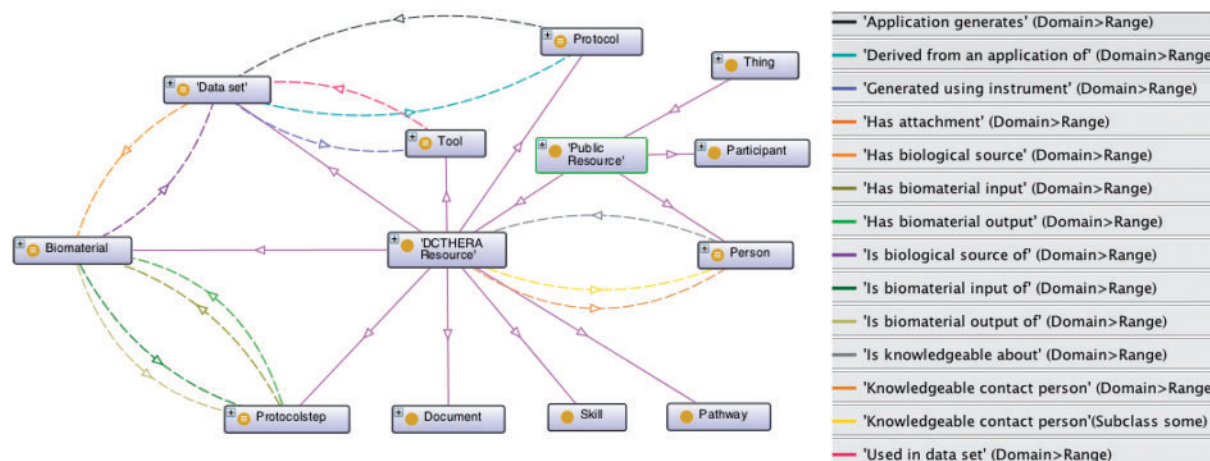 Protocol
Thing
'Data set'
Tool
'Public
Resource'
Participant
Biomaterial
'DCTHERA
Resource'
Person
Protocolstep
Document
Skill
Pathway
'Application generates' (Domain>Range)
'Derived from an application of' (Domain>Range
'Generated using instrument' (Domain>Range)
'Has attachment' (Domain>Range)
'Has biological source' (Domain>Range)
'Has biomaterial input' (Domain>Range)
'Has biomaterial output' (Domain>Range)
'Is biological source of' (Domain>Range)
'Is biomaterial input of' (Domain>Range)
'Is biomaterial output of' (Domain>Range)
'Is knowledgeable about' (Domain>Range)
'Knowledgeable contact person' (Domain>Range
'Knowledgeable contact person'(Subclass some)
'Used in data set' (Domain>Range)